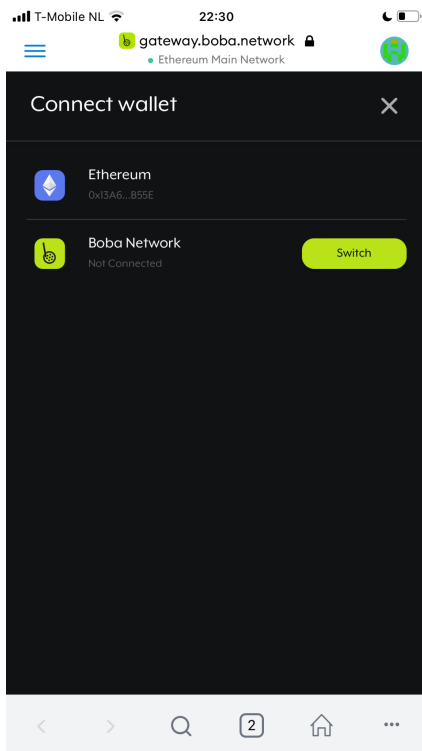 T-Mobile NL 22:30
gateway.boba.network
Ethereum Main Network
Connect wallet
Ethereum
0x13A6...B55E
Boba Network
Not Connected
Switch
2